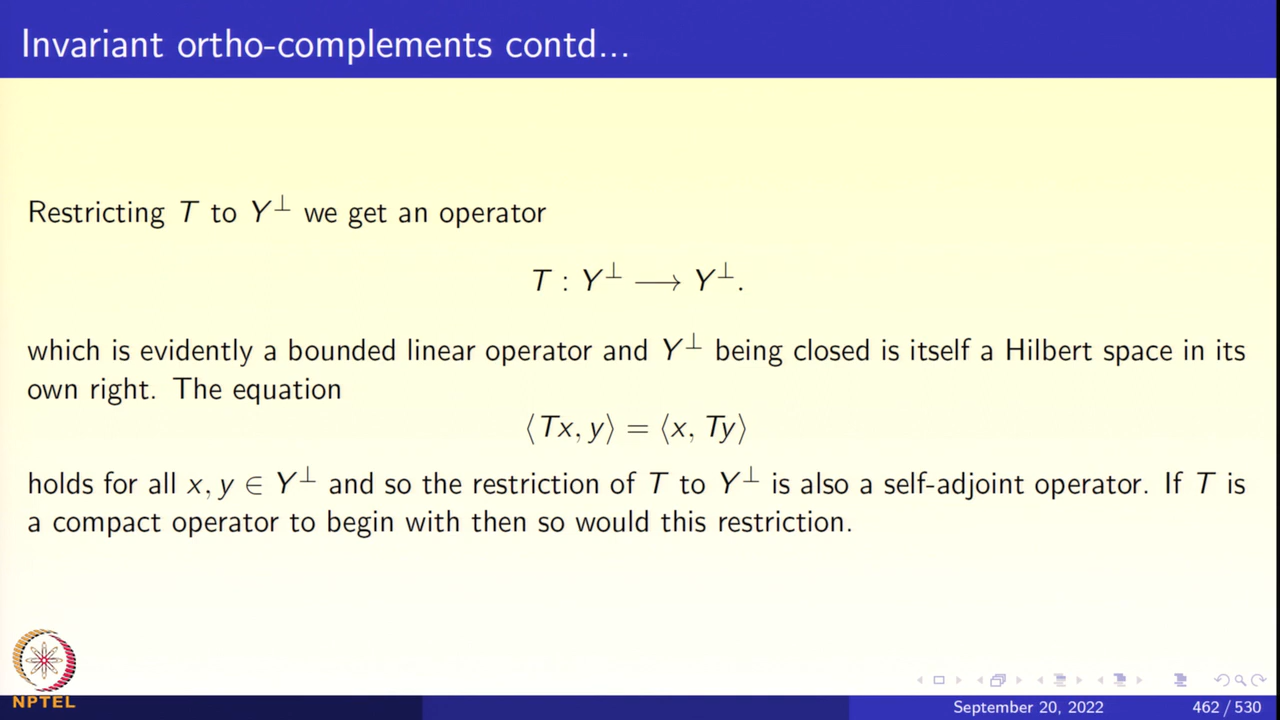 Invariant ortho-complements contd...
Restricting T to Y⊥ we get an operator
T : Y⊥ ⟶ Y⊥.
which is evidently a bounded linear operator and Y⊥ being closed is itself a Hilbert space in its
own right. The equation
⟨Tx, y⟩ = ⟨x, Ty⟩
holds for all x, y ∈ Y⊥ and so the restriction of T to Y⊥ is also a self-adjoint operator. If T is
a compact operator to begin with then so would this restriction.
NPTEL
September 20, 2022 462 / 530